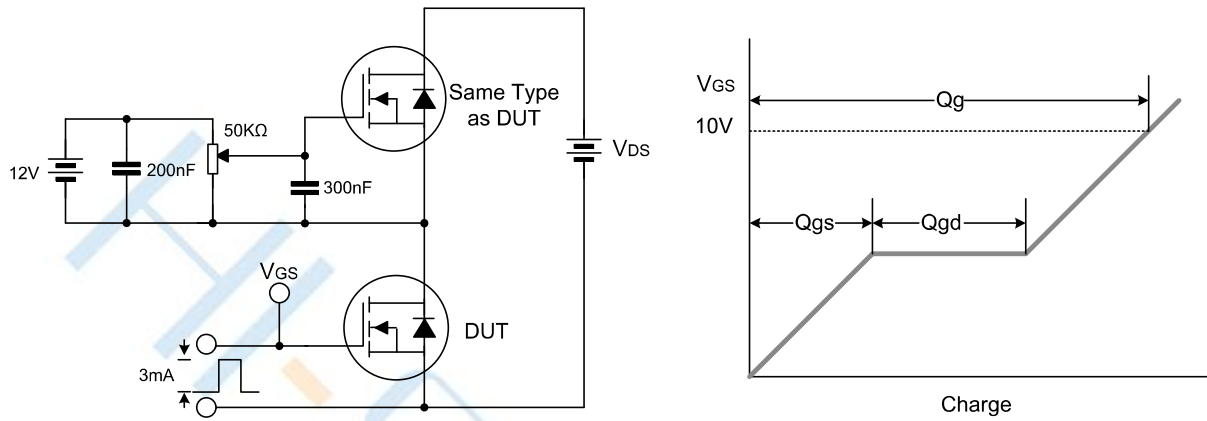 12V
200nF
50KΩ
300nF
Same Type
as DUT
VDS
VGS
DUT
3mA
VGS
10V
Qg
Qgs
Qgd
Charge